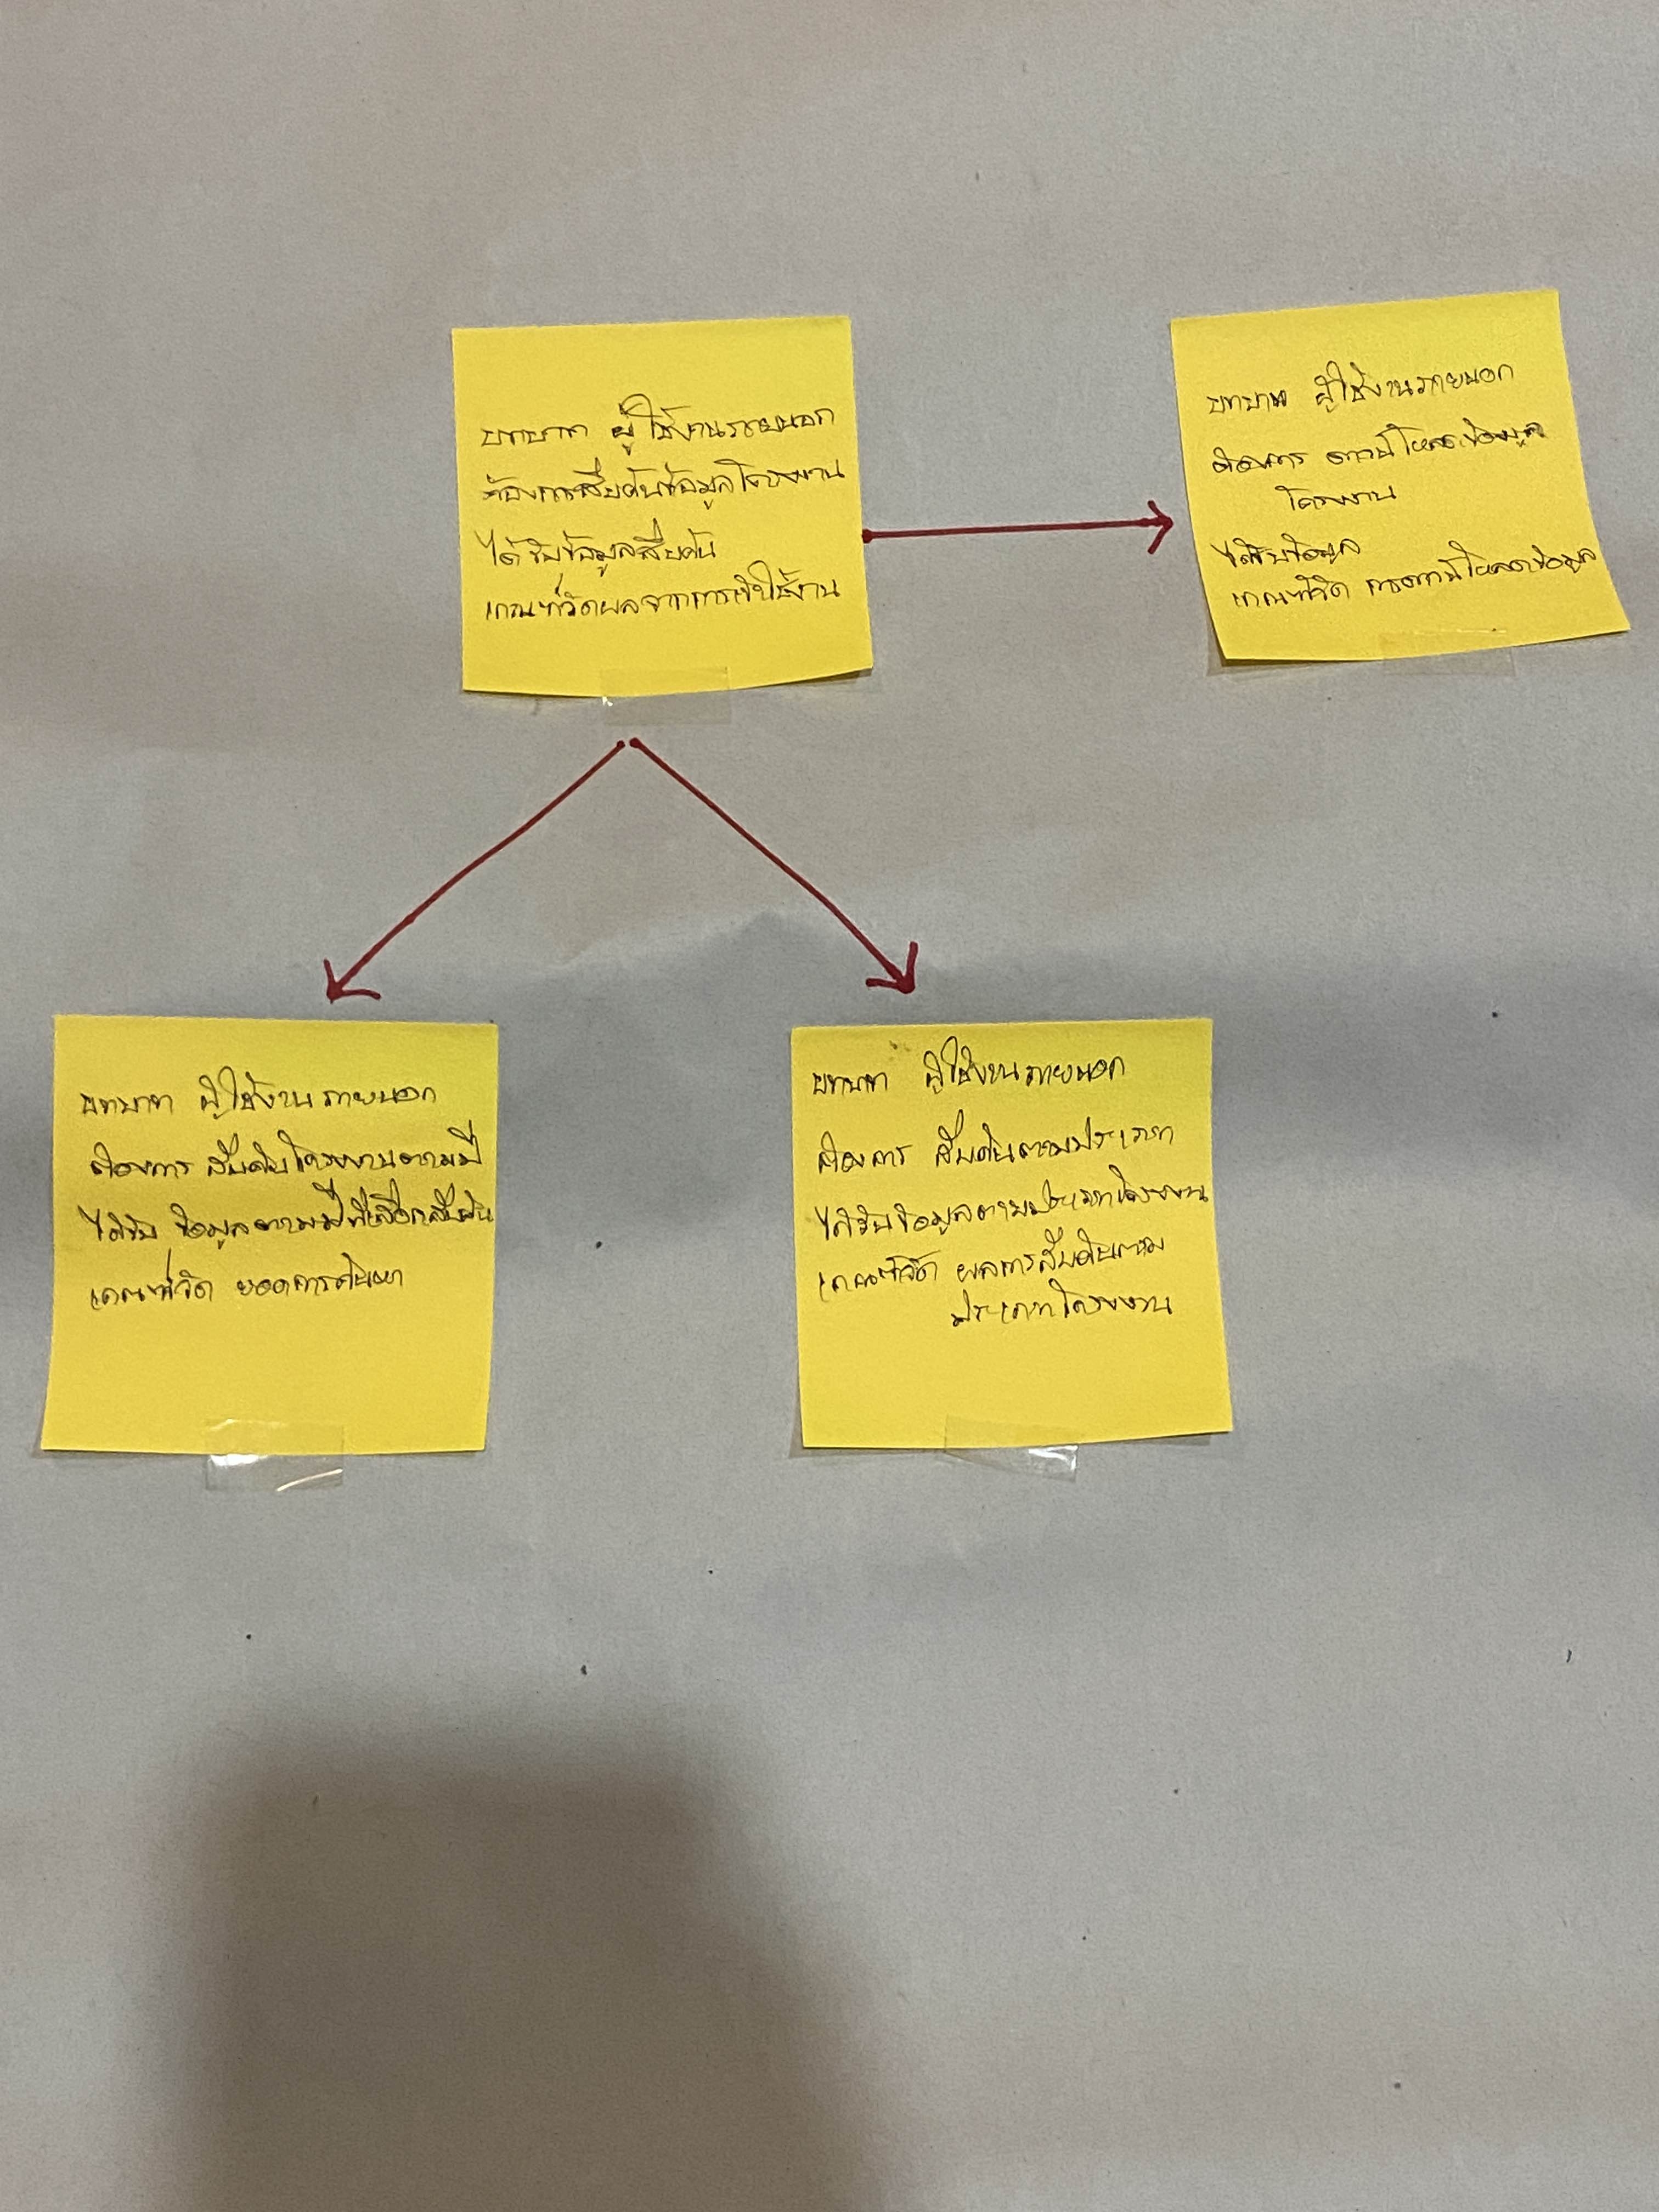 บทบาท ผู้ใช้งานภายนอก
ต้องการสืบค้นข้อมูลโครงงาน
ได้รับข้อมูลสืบค้น
เกณฑ์วัดผลจากการเข้าใช้งาน
บทบาท ผู้ใช้งานภายนอก
ต้องการ ดาวน์โหลดข้อมูล
โครงงาน
ได้รับข้อมูล
เกณฑ์วัด การดาวน์โหลดข้อมูล
บทบาท ผู้ใช้งานภายนอก
ต้องการ สืบค้นโครงงานตามปี
ได้รับ ข้อมูลตามปีที่เลือกสืบค้น
เกณฑ์วัด ยอดการค้นหา
บทบาท ผู้ใช้งานภายนอก
ต้องการ สืบค้นตามประเภท
ได้รับข้อมูลตามประเภทโครงงาน
เกณฑ์วัด ผลการสืบค้นตาม
ประเภทโครงงาน